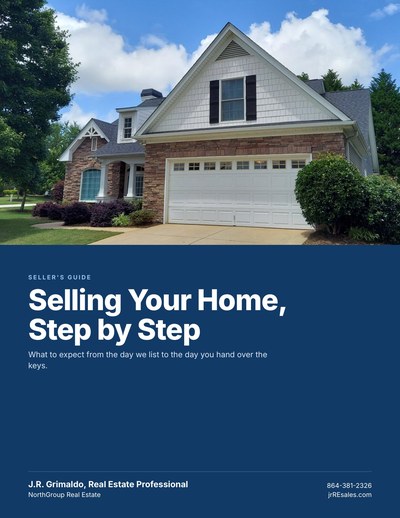 SELLER'S GUIDE
Selling Your Home,
Step by Step
What to expect from the day we list to the day you hand over the
keys.
J.R. Grimaldo, Real Estate Professional
NorthGroup Real Estate
864-381-2326
jrREsales.com